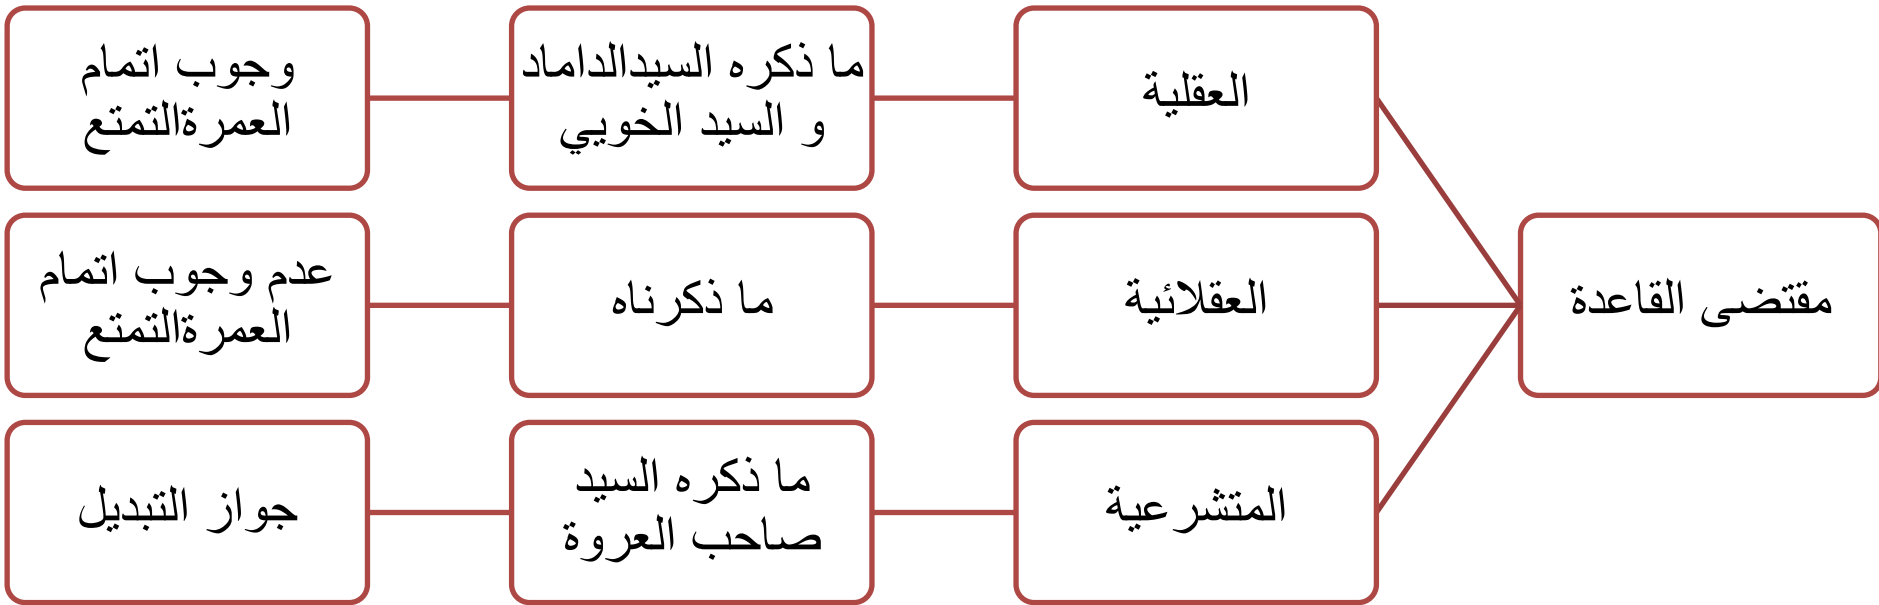 مقتضى القاعدة
العقلية
ما ذكره السيدالداماد
و السيد الخويي
وجوب اتمام
العمرةالتمتع
العقلائية
ما ذكرناه
عدم وجوب اتمام
العمرةالتمتع
المتشرعية
ما ذكره السيد
صاحب العروة
جواز التبديل